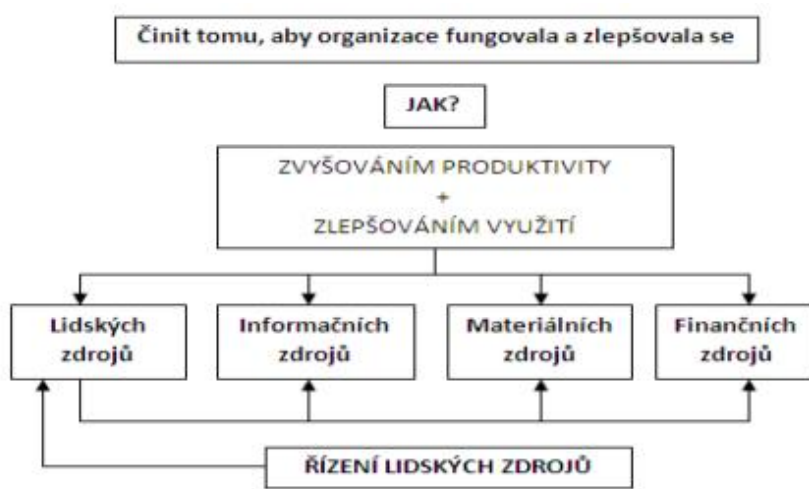 Činit tomu, aby organizace fungovala a zlepšovala se
JAK?
ZVYŠOVÁNÍM PRODUKTIVITY
+
ZLEPŠOVÁNÍM VYUŽITÍ
Lidských
zdrojů
Informačních
zdrojů
Materiálních
zdrojů
Finančních
zdrojů
ŘÍZENÍ LIDSKÝCH ZDROJŮ